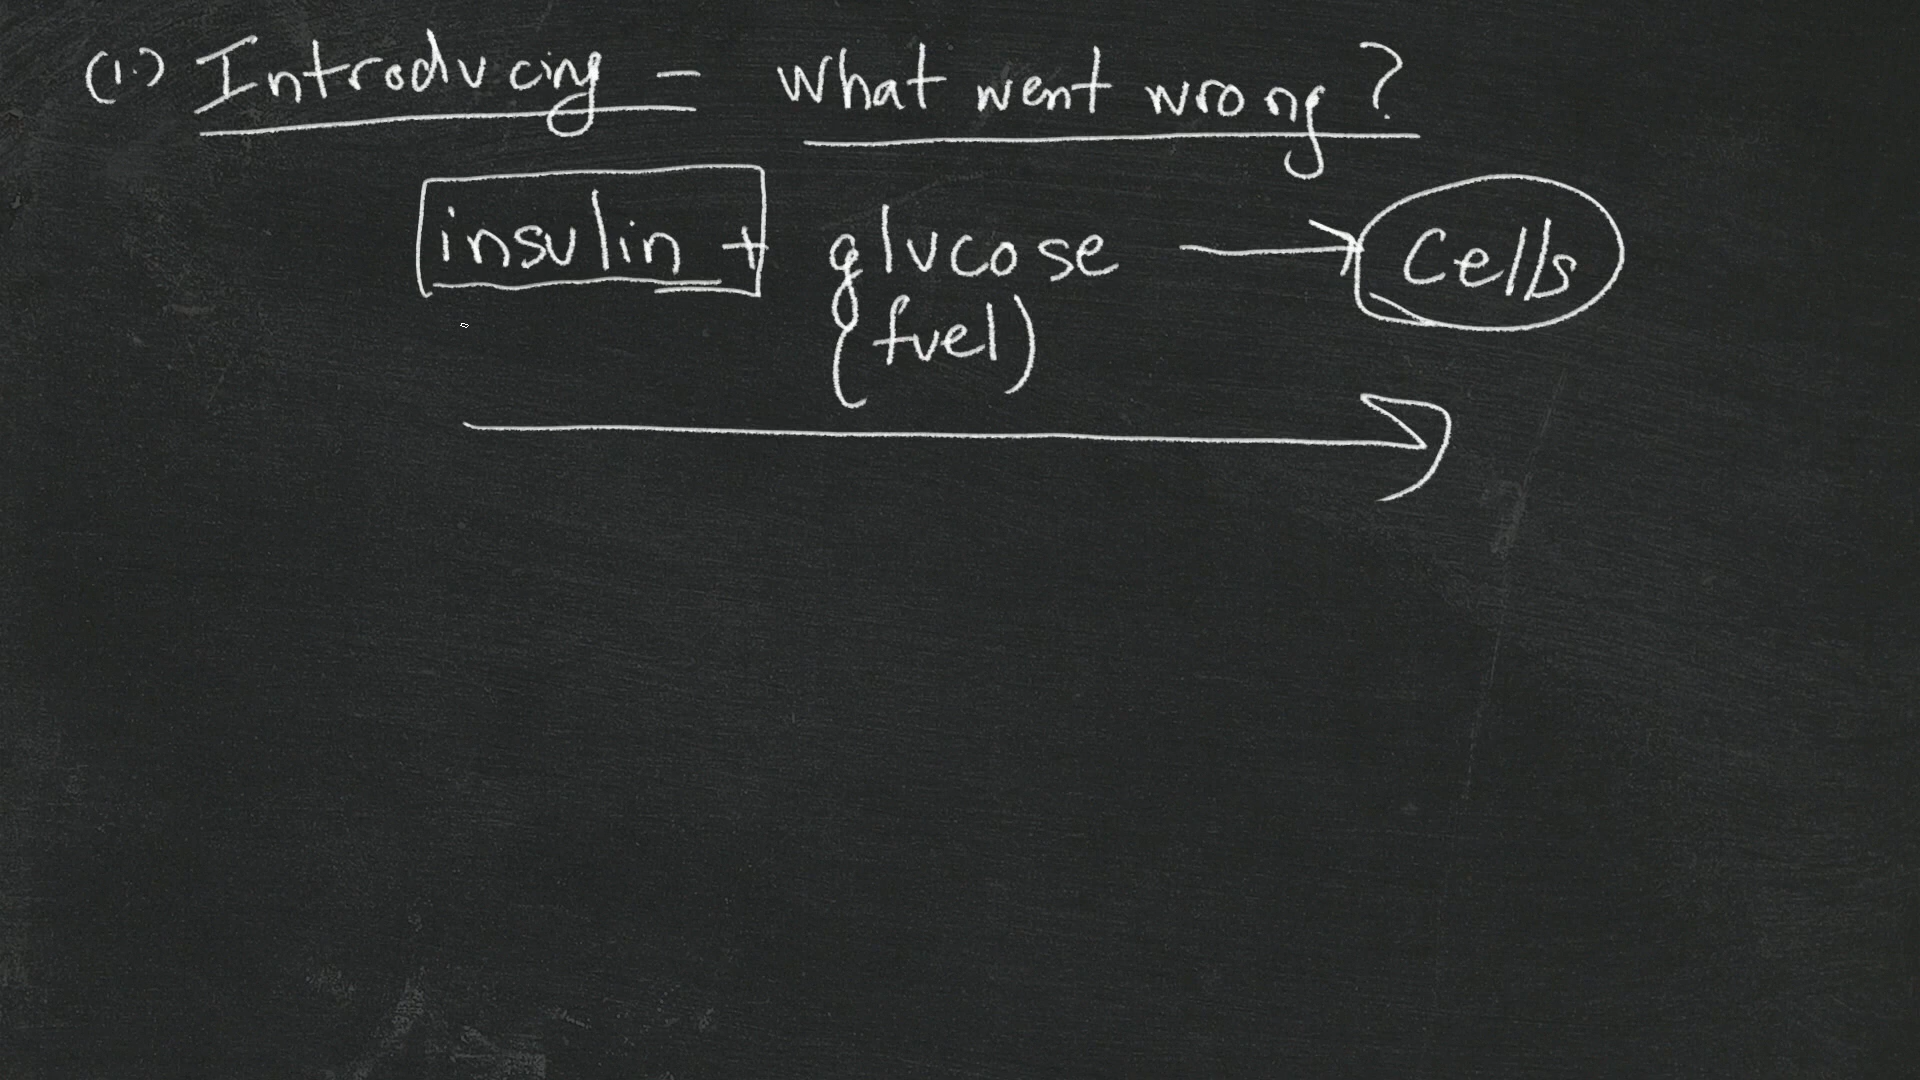 (1.) Introducing - What went wrong?
insulin + glucose → Cells
(fuel)